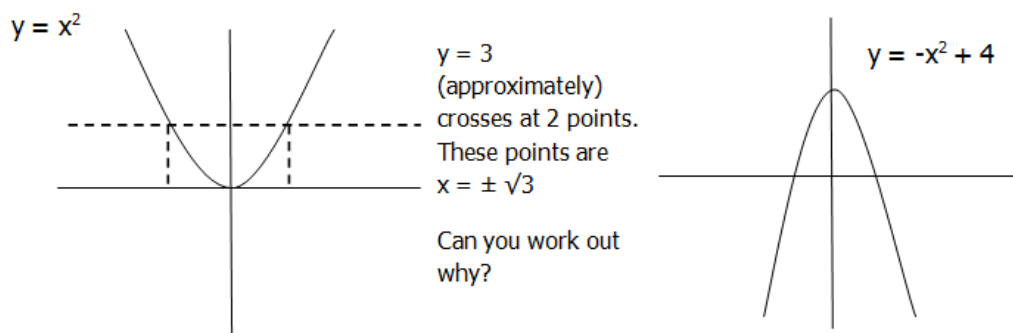 y = x²
y = 3
(approximately)
crosses at 2 points.
These points are
x = ± √3
Can you work out
why?
y = -x² + 4